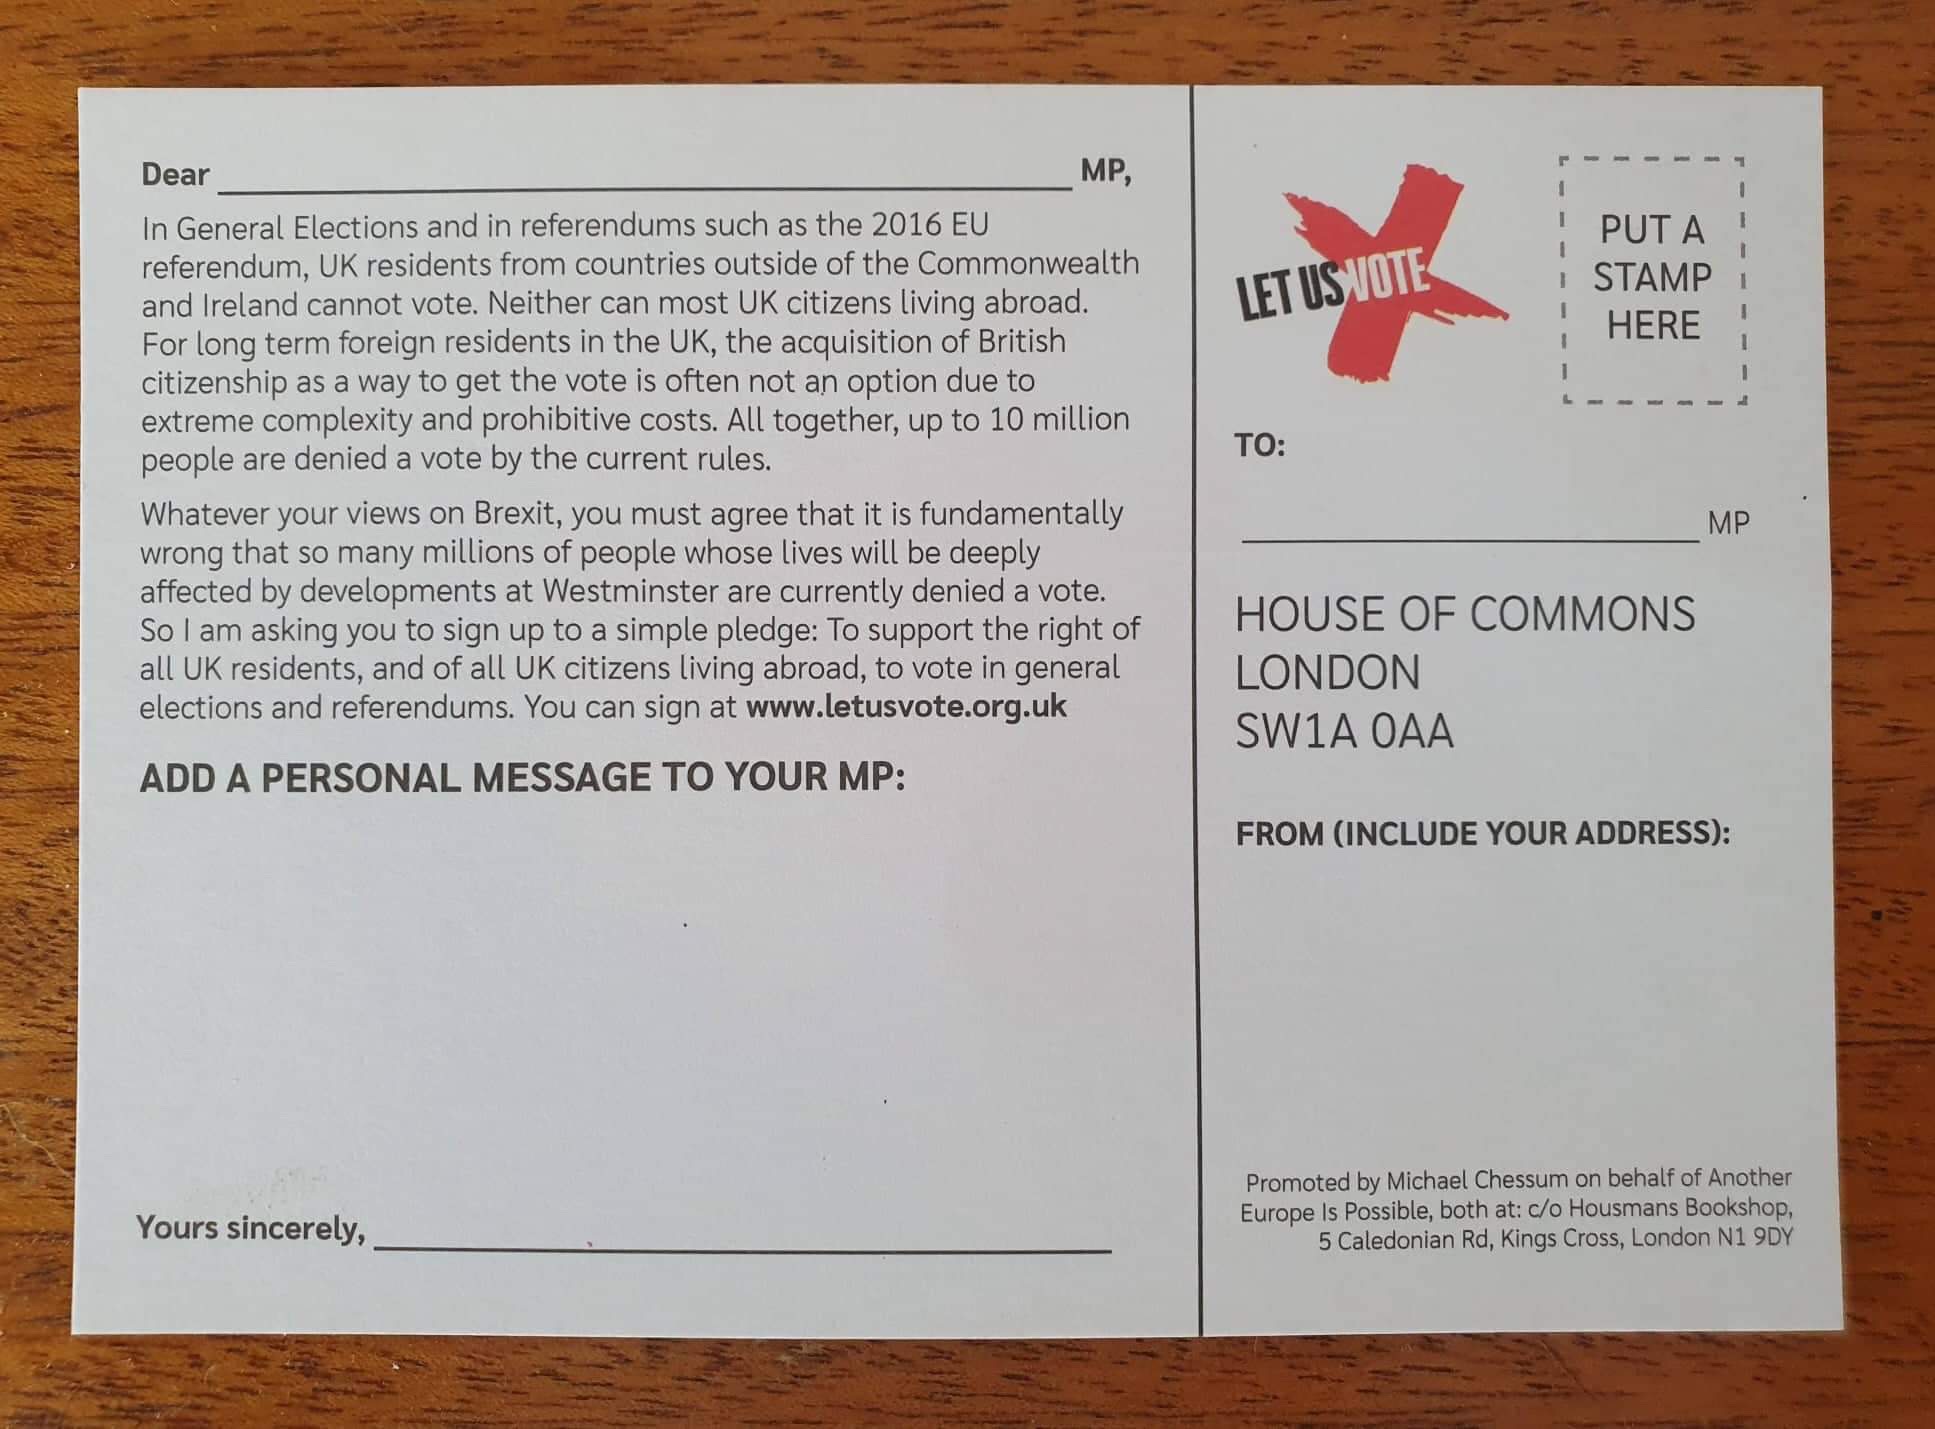 Dear MP,
In General Elections and in referendums such as the 2016 EU
referendum, UK residents from countries outside of the Commonwealth
and Ireland cannot vote. Neither can most UK citizens living abroad.
For long term foreign residents in the UK, the acquisition of British
citizenship as a way to get the vote is often not an option due to
extreme complexity and prohibitive costs. All together, up to 10 million
people are denied a vote by the current rules.
Whatever your views on Brexit, you must agree that it is fundamentally
wrong that so many millions of people whose lives will be deeply
affected by developments at Westminster are currently denied a vote.
So I am asking you to sign up to a simple pledge: To support the right of
all UK residents, and of all UK citizens living abroad, to vote in general
elections and referendums. You can sign at www.letusvote.org.uk
ADD A PERSONAL MESSAGE TO YOUR MP:
Yours sincerely,
LET US VOTE
PUT A
STAMP
HERE
TO:
MP
HOUSE OF COMMONS
LONDON
SW1A 0AA
FROM (INCLUDE YOUR ADDRESS):
Promoted by Michael Chessum on behalf of Another
Europe Is Possible, both at: c/o Housmans Bookshop,
5 Caledonian Rd, Kings Cross, London N1 9DY